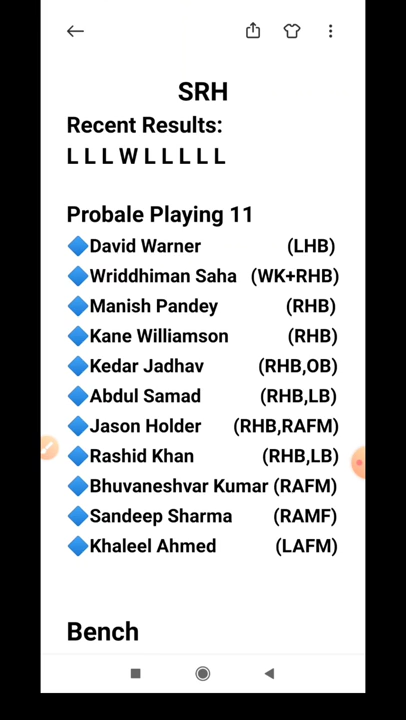 SRH
Recent Results:
L L L W L L L L L
Probale Playing 11
David Warner (LHB)
Wriddhiman Saha (WK+RHB)
Manish Pandey (RHB)
Kane Williamson (RHB)
Kedar Jadhav (RHB,OB)
Abdul Samad (RHB,LB)
Jason Holder (RHB,RAFM)
Rashid Khan (RHB,LB)
Bhuvaneshvar Kumar (RAFM)
Sandeep Sharma (RAMF)
Khaleel Ahmed (LAFM)
Bench